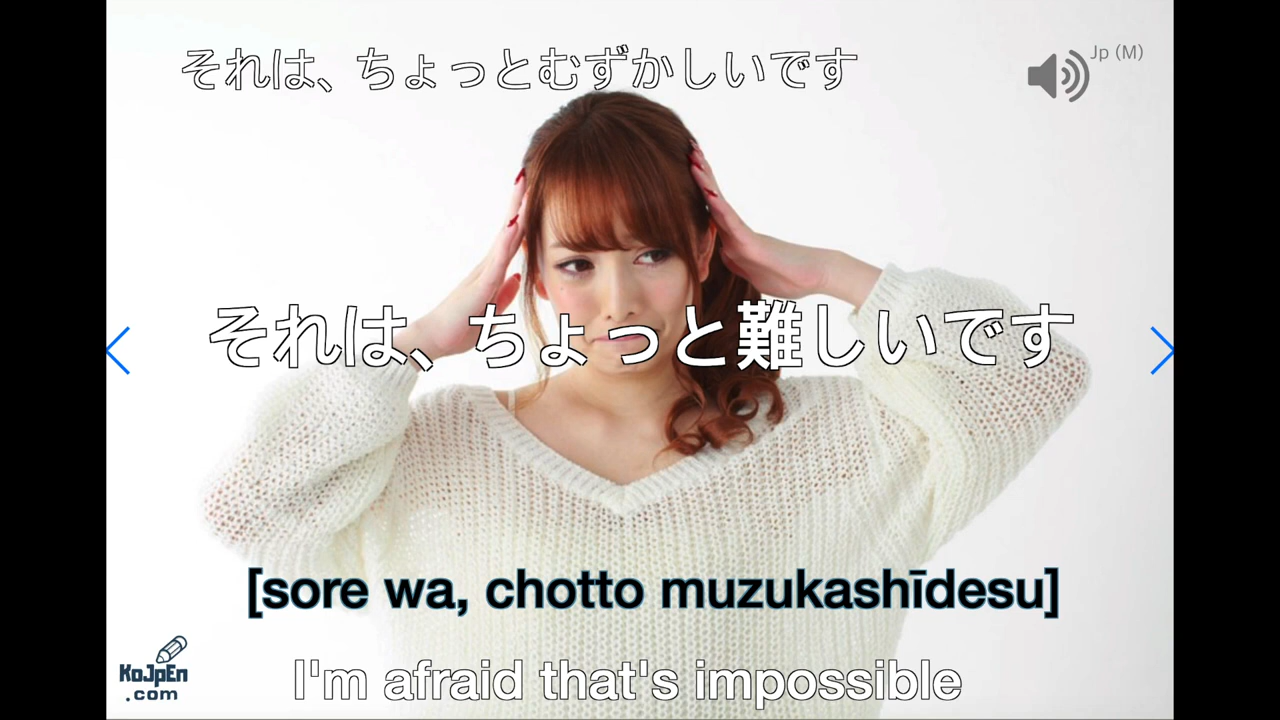 それは、ちょっとむずかしいです
Jp (M)
それは、ちょっと難しいです
[sore wa, chotto muzukashīdesu]
KoJpEn
.com
I'm afraid that's impossible